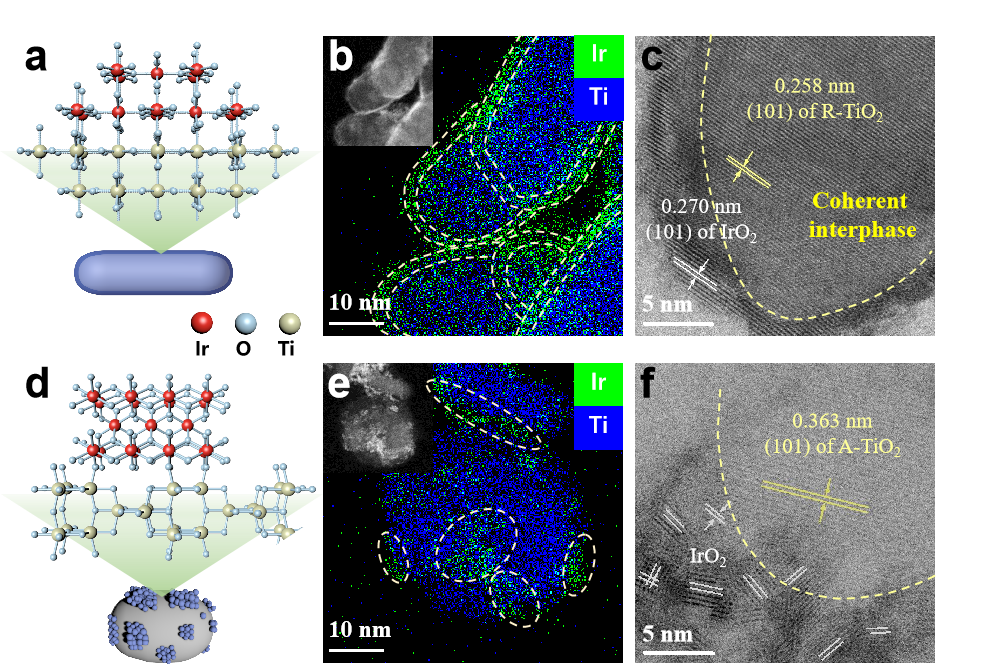 a
Ir
O
Ti
b
Ir
Ti
10 nm
c
0.258 nm
(101) of R-TiO₂
0.270 nm
(101) of IrO₂
Coherent
interphase
5 nm
d
e
Ir
Ti
10 nm
f
0.363 nm
(101) of A-TiO₂
IrO₂
5 nm